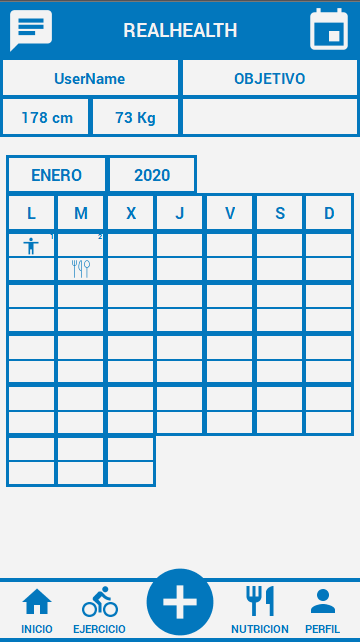 REALHEALTH
UserName OBJETIVO
178 cm 73 Kg
ENERO 2020
L M X J V S D
1 2
INICIO EJERCICIO NUTRICION PERFIL